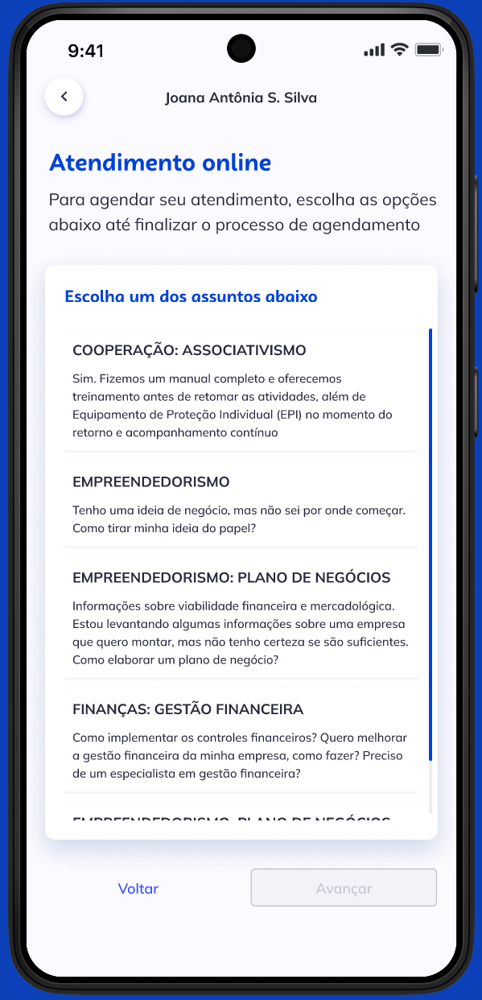 9:41
Joana Antônia S. Silva
Atendimento online
Para agendar seu atendimento, escolha as opções
abaixo até finalizar o processo de agendamento
Escolha um dos assuntos abaixo
COOPERAÇÃO: ASSOCIATIVISMO
Sim. Fizemos um manual completo e oferecemos
treinamento antes de retomar as atividades, além de
Equipamento de Proteção Individual (EPI) no momento do
retorno e acompanhamento contínuo
EMPREENDEDORISMO
Tenho uma ideia de negócio, mas não sei por onde começar.
Como tirar minha ideia do papel?
EMPREENDEDORISMO: PLANO DE NEGÓCIOS
Informações sobre viabilidade financeira e mercadológica.
Estou levantando algumas informações sobre uma empresa
que quero montar, mas não tenho certeza se são suficientes.
Como elaborar um plano de negócio?
FINANÇAS: GESTÃO FINANCEIRA
Como implementar os controles financeiros? Quero melhorar
a gestão financeira da minha empresa, como fazer? Preciso
de um especialista em gestão financeira?
EMPREENDEDORISMO: PLANO DE NEGÓCIOS
Voltar
Avançar